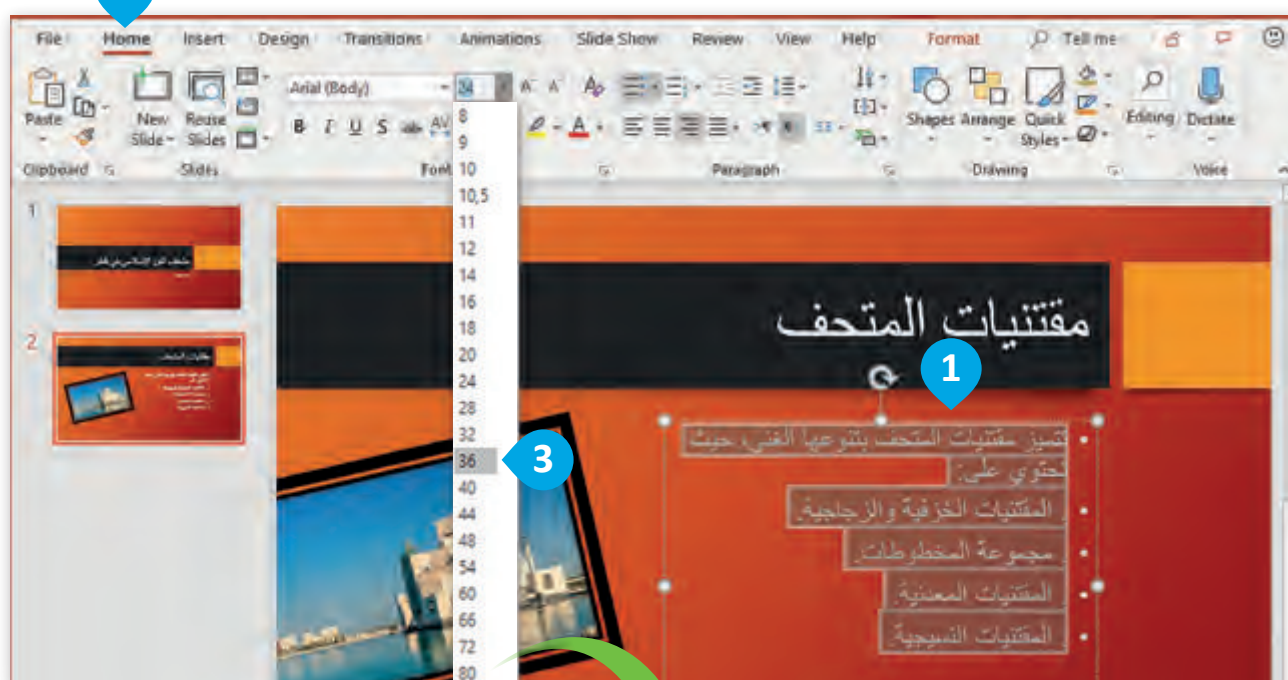 File Home Insert Design Transitions Animations Slide Show Review View Help Format Tell me
Arial (Body) 24
Paste New Slide Reuse Slides
B I U S ab AV A
Shapes Arrange Quick Styles Editing Dictate
Clipboard Slides Font Paragraph Drawing Voice
8
9
10
10,5
11
12
14
16
18
20
24
28
32
36
40
44
48
54
60
66
72
80
3
1
2
مقتنيات المتحف
1
• تتميز مقتنيات المتحف بتنوعها الغني، حيث
تحتوي على:
• المقتنيات الخزفية والزجاجية.
• مجموعة المخطوطات.
• المقتنيات المعدنية.
• المقتنيات النسيجية.